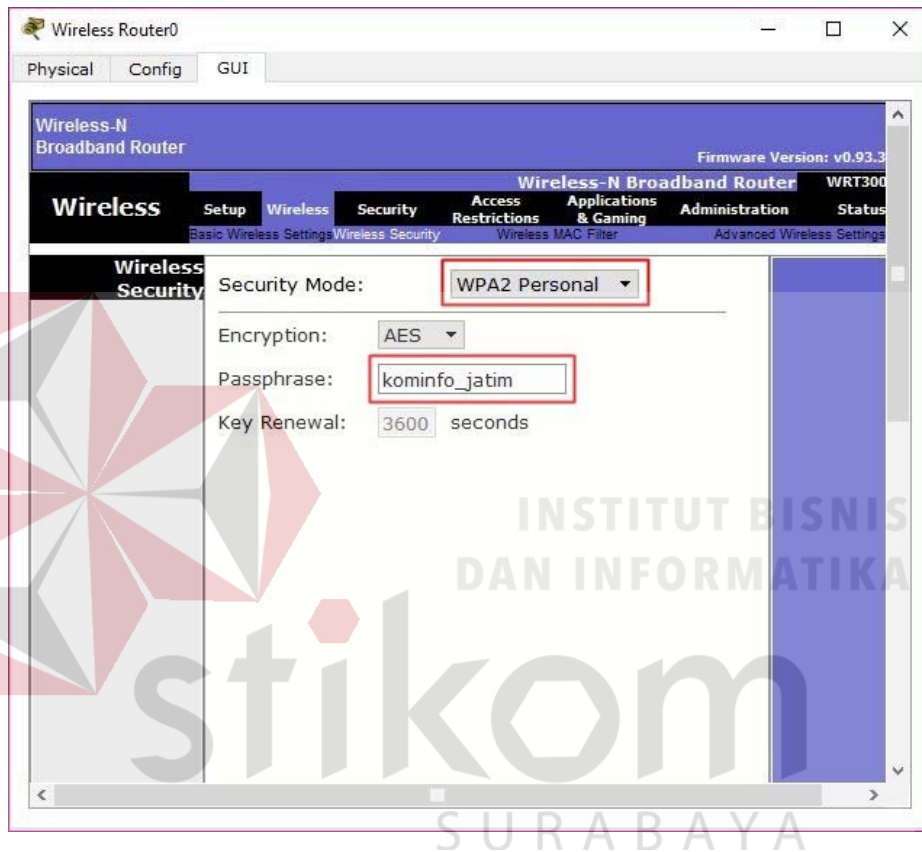 Wireless Router0
Physical Config GUI
Wireless-N
Broadband Router
Firmware Version: v0.93.3
Wireless-N Broadband Router WRT300
Wireless
Setup Wireless Security Access Restrictions Applications & Gaming Administration Status
Basic Wireless Settings Wireless Security Wireless MAC Filter Advanced Wireless Settings
Wireless
Security
Security Mode: WPA2 Personal
Encryption: AES
Passphrase: kominfo_jatim
Key Renewal: 3600 seconds
INSTITUT BISNIS
DAN INFORMATIKA
stikom
SURABAYA